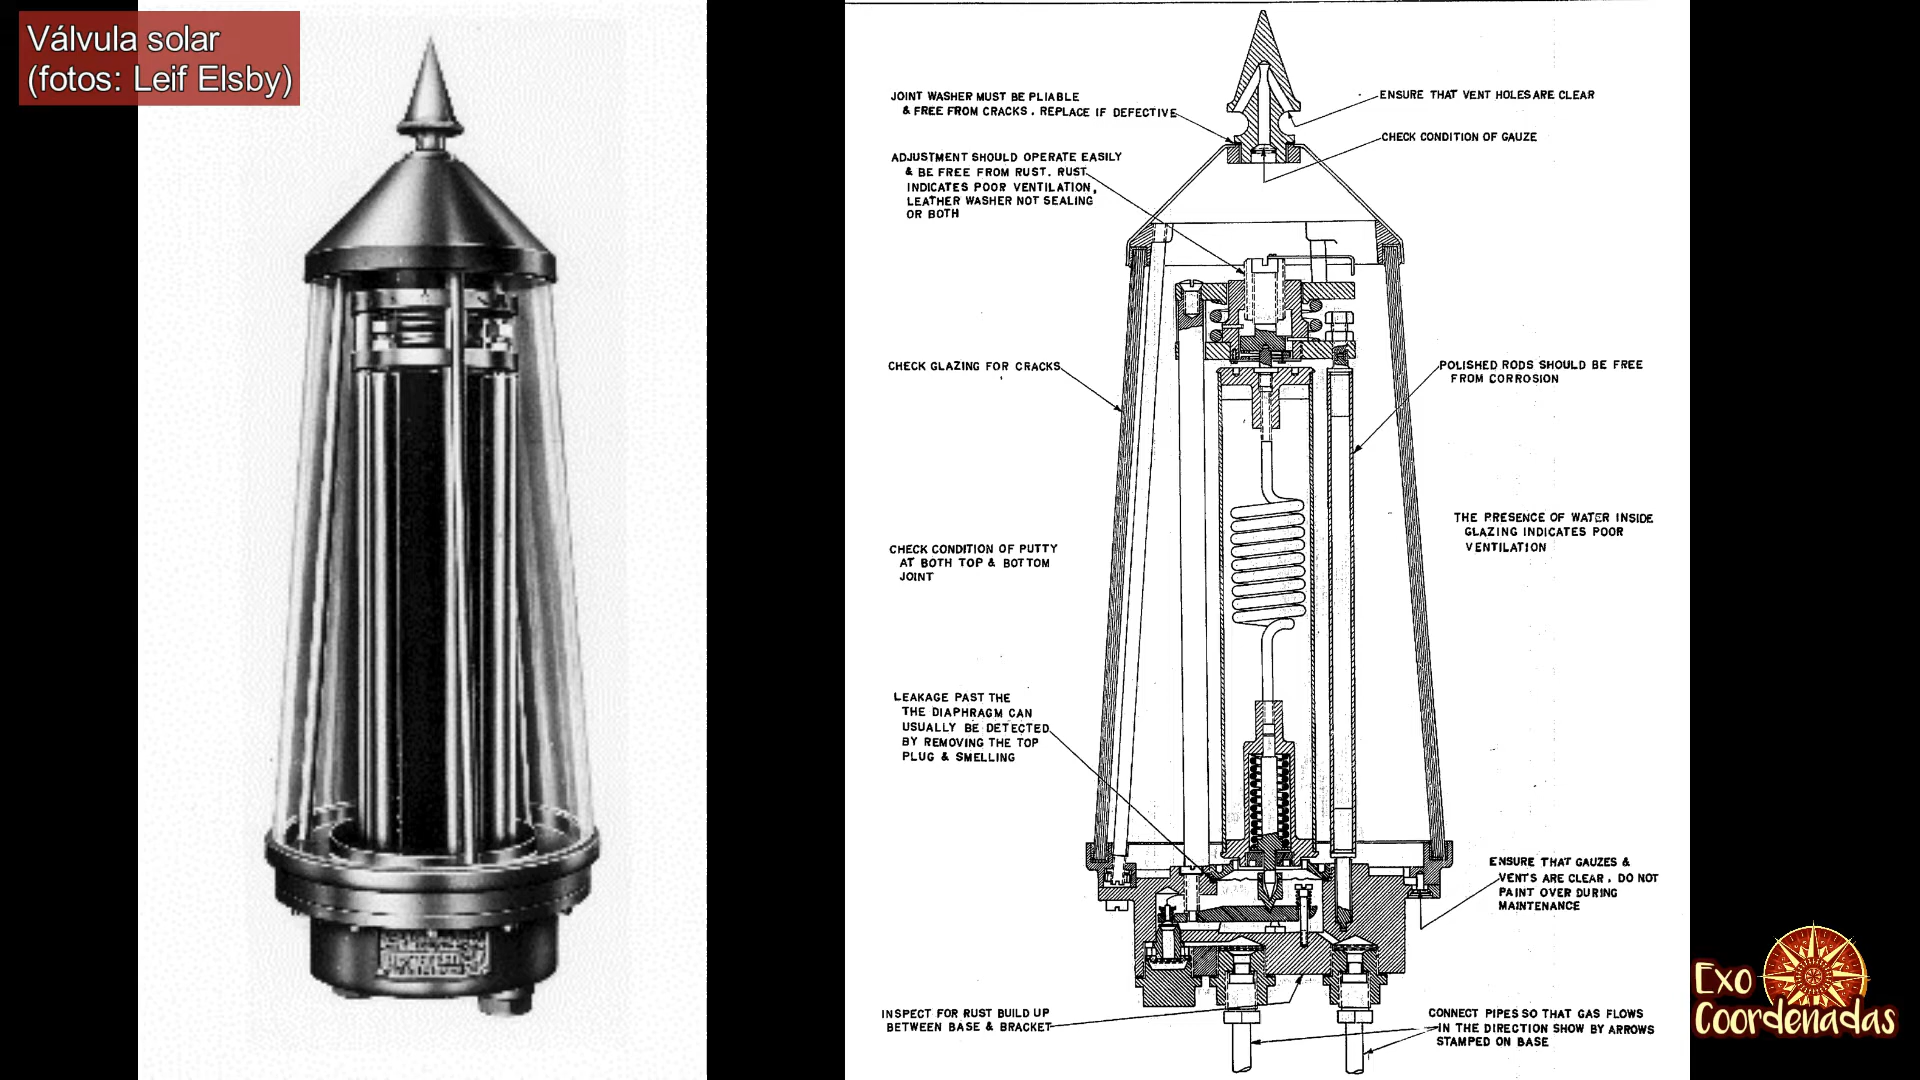 Válvula solar
(fotos: Leif Elsby)
JOINT WASHER MUST BE PLIABLE
& FREE FROM CRACKS. REPLACE IF DEFECTIVE
ADJUSTMENT SHOULD OPERATE EASILY
& BE FREE FROM RUST. RUST
INDICATES POOR VENTILATION,
LEATHER WASHER NOT SEALING
OR BOTH
CHECK GLAZING FOR CRACKS
CHECK CONDITION OF PUTTY
AT BOTH TOP & BOTTOM
JOINT
LEAKAGE PAST THE
THE DIAPHRAGM CAN
USUALLY BE DETECTED
BY REMOVING THE TOP
PLUG & SMELLING
INSPECT FOR RUST BUILD UP
BETWEEN BASE & BRACKET
ENSURE THAT VENT HOLES ARE CLEAR
CHECK CONDITION OF GAUZE
POLISHED RODS SHOULD BE FREE
FROM CORROSION
THE PRESENCE OF WATER INSIDE
GLAZING INDICATES POOR
VENTILATION
ENSURE THAT GAUZES &
VENTS ARE CLEAR. DO NOT
PAINT OVER DURING
MAINTENANCE
CONNECT PIPES SO THAT GAS FLOWS
IN THE DIRECTION SHOW BY ARROWS
STAMPED ON BASE
Exo
Coordenadas